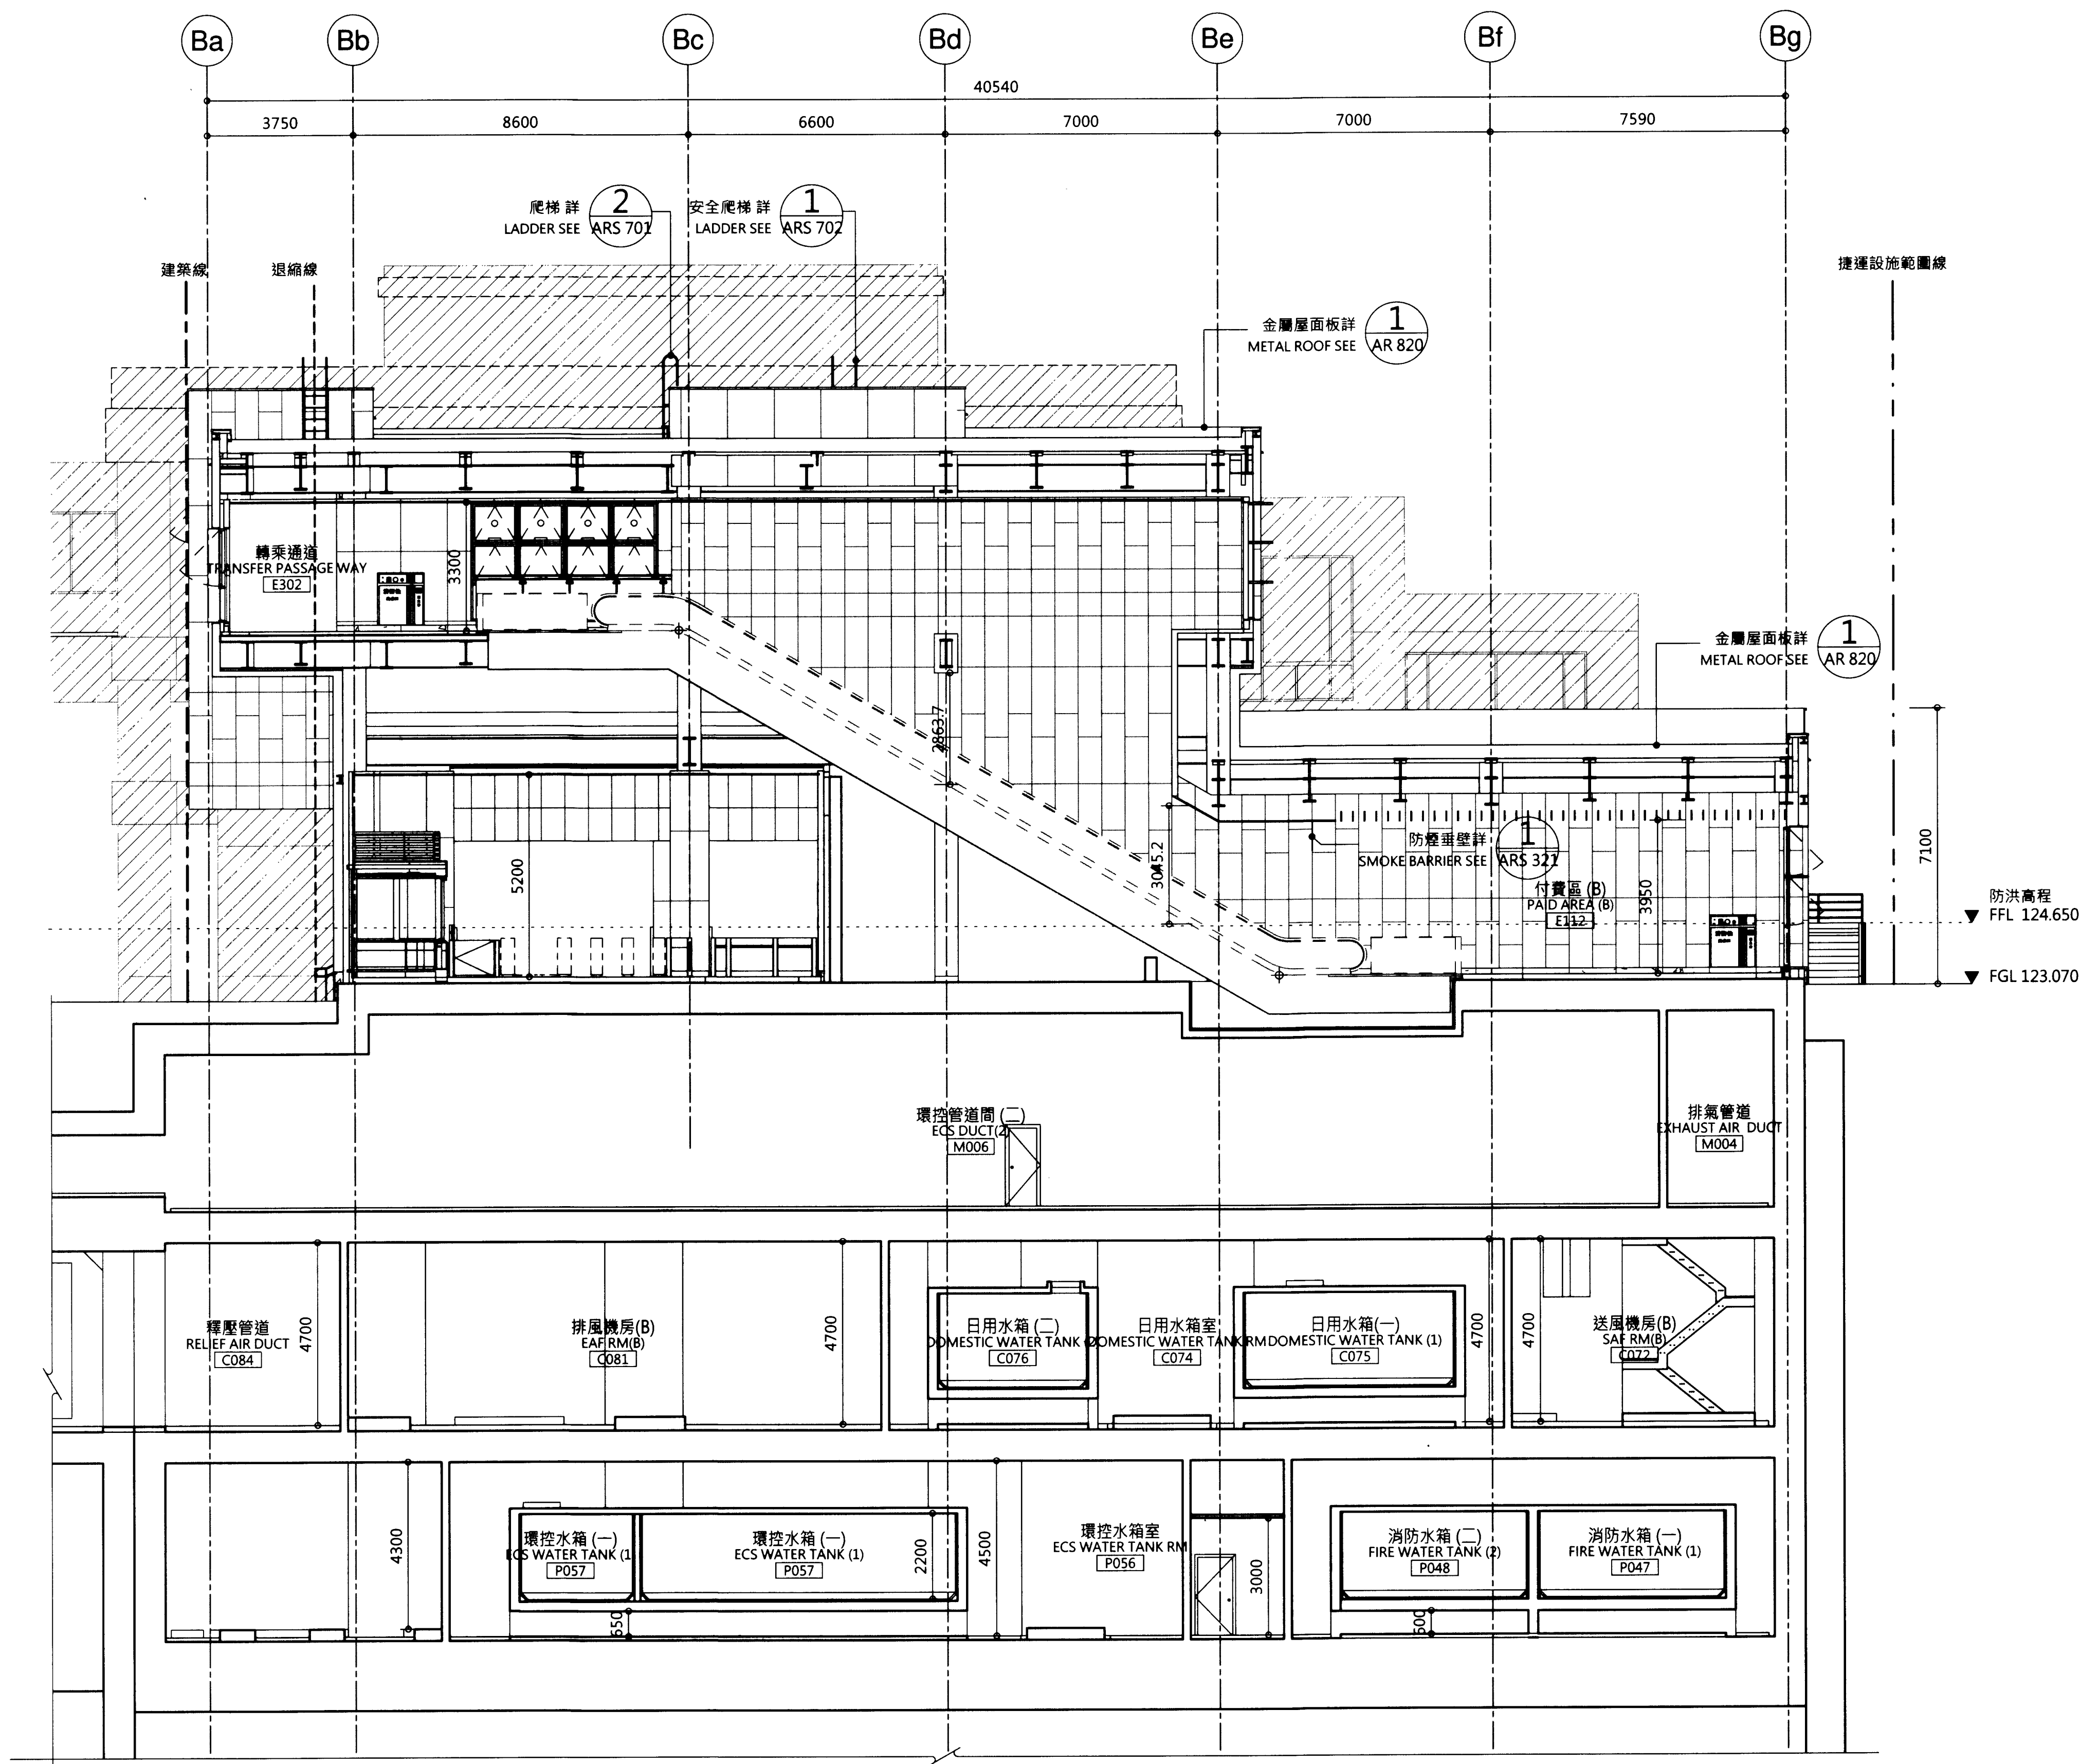 Ba
Bb
Bc
Bd
Be
Bf
Bg
40540
3750
8600
6600
7000
7000
7590
爬梯 詳
LADDER SEE
2
ARS 701
安全爬梯 詳
LADDER SEE
1
ARS 702
建築線
退縮線
捷運設施範圍線
金屬屋面板詳
METAL ROOF SEE
1
AR 820
轉乘通道
TRANSFER PASSAGE WAY
E302
3300
金屬屋面板詳
METAL ROOF SEE
1
AR 820
2863.7
5200
3045.2
防煙垂壁詳
SMOKE BARRIER SEE
1
ARS 321
付費區 (B)
PAID AREA (B)
E112
3950
7100
防洪高程
FFL 124.650
FGL 123.070
環控管道間 (二)
ECS DUCT(2)
M006
排氣管道
EXHAUST AIR DUCT
M004
釋壓管道
RELIEF AIR DUCT
C084
4700
排風機房(B)
EAF RM(B)
C081
4700
日用水箱 (二)
DOMESTIC WATER TANK
C076
日用水箱室
DOMESTIC WATER TANK RM
C074
日用水箱(一)
DOMESTIC WATER TANK (1)
C075
4700
4700
送風機房(B)
SAF RM(B)
C072
4300
環控水箱 (一)
ECS WATER TANK (1
P057
環控水箱 (一)
ECS WATER TANK (1)
P057
2200
4500
環控水箱室
ECS WATER TANK RM
P056
3000
消防水箱 (二)
FIRE WATER TANK (2)
P048
消防水箱 (一)
FIRE WATER TANK (1)
P047
550
500